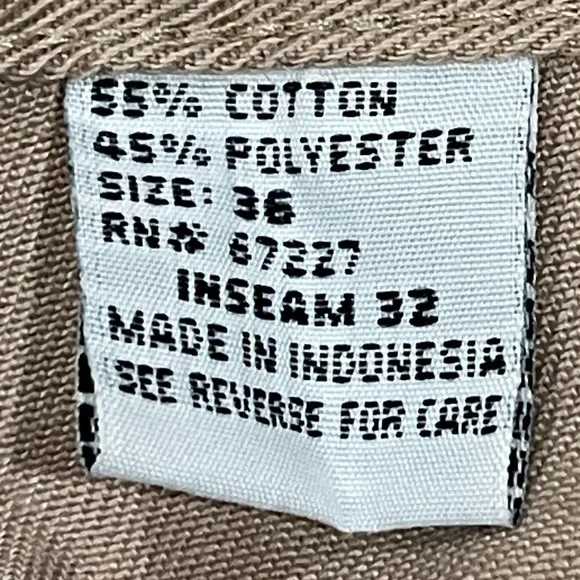 55% COTTON
45% POLYESTER
SIZE: 36
RN# 67227
INSEAM 32
MADE IN INDONESIA
SEE REVERSE FOR CARE